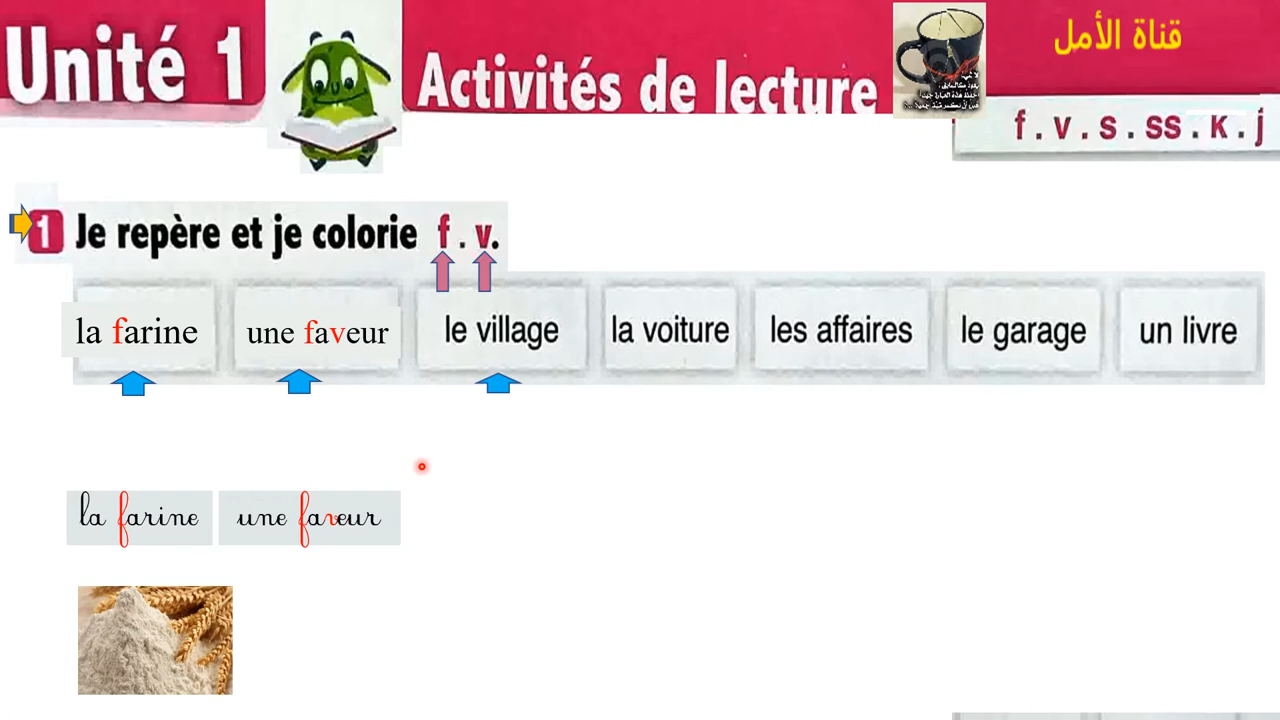 Unité 1
Activités de lecture
قناة الأمل
f . v . s . ss . k . j
1 Je repère et je colorie f . v.
la farine une faveur le village la voiture les affaires le garage un livre
la farine une faveur